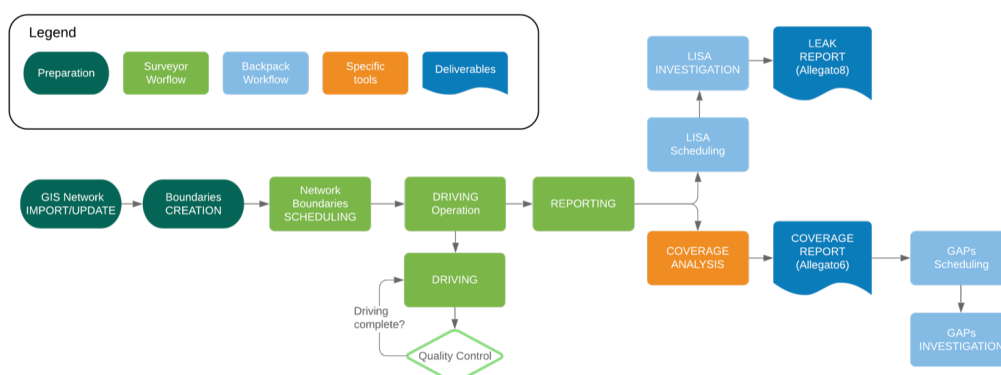 Legend
Preparation
Surveyor
Worflow
Backpack
Workflow
Specific
tools
Deliverables
LISA
INVESTIGATION
LEAK
REPORT
(Allegato8)
LISA
Scheduling
GIS Network
IMPORT/UPDATE
Boundaries
CREATION
Network
Boundaries
SCHEDULING
DRIVING
Operation
REPORTING
COVERAGE
ANALYSIS
COVERAGE
REPORT
(Allegato6)
GAPs
Scheduling
DRIVING
Driving
complete?
Quality Control
GAPs
INVESTIGATION